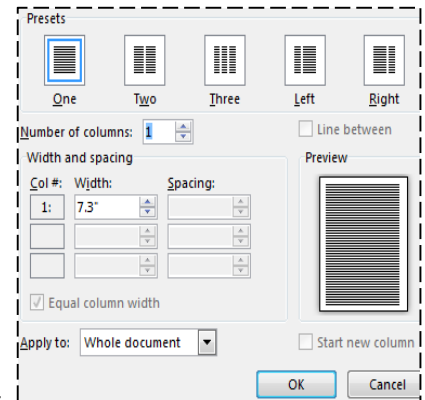 Presets
One Two Three Left Right
Number of columns: 1 Line between
Width and spacing Preview
Col #: Width: Spacing:
1: 7.3"
Equal column width
Apply to: Whole document Start new column
OK Cancel